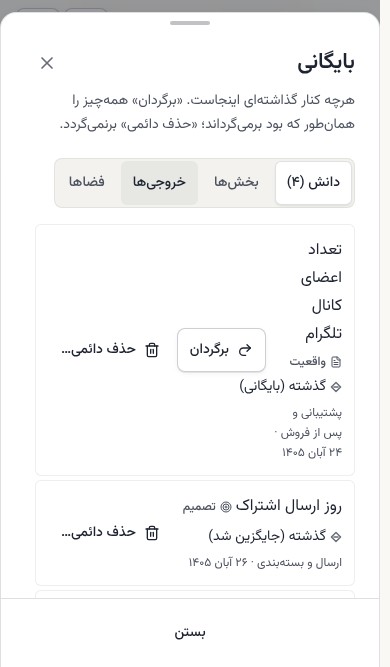 بایگانی
هرچه کنار گذاشته‌ای اینجاست. «برگردان» همه‌چیز را
همان‌طور که بود برمی‌گرداند؛ «حذف دائمی» برنمی‌گردد.
دانش (۴) بخش‌ها خروجی‌ها فضاها
تعداد
اعضای
کانال
تلگرام
واقعیت
گذشته (بایگانی)
پشتیبانی و
پس از فروش ·
۲۴ آبان ۱۴۰۵
برگردان
حذف دائمی…
روز ارسال اشتراک تصمیم
گذشته (جایگزین شد)
ارسال و بسته‌بندی · ۲۶ آبان ۱۴۰۵
حذف دائمی…
بستن